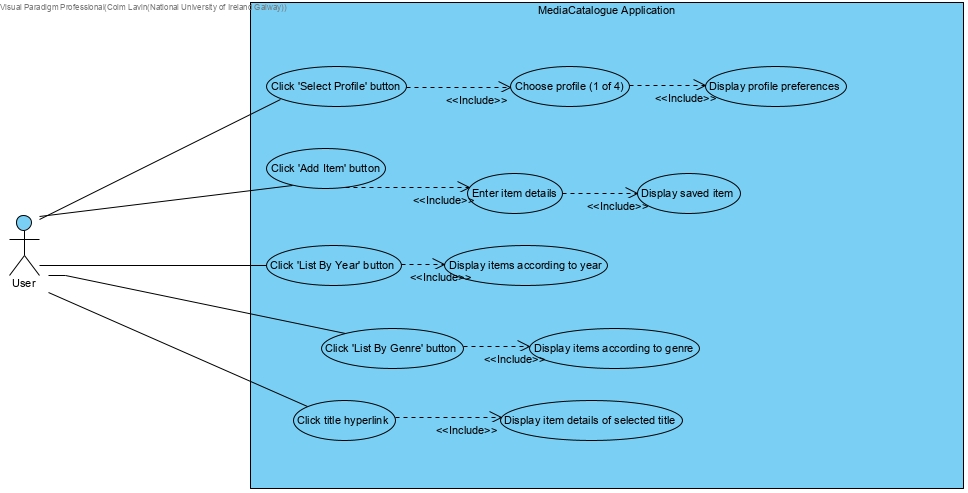 Visual Paradigm Professional(Colm Lavin(National University of Ireland Galway))
MediaCatalogue Application
Click 'Select Profile' button
<<Include>>
Choose profile (1 of 4)
<<Include>>
Display profile preferences
Click 'Add Item' button
<<Include>>
Enter item details
<<Include>>
Display saved item
User
Click 'List By Year' button
<<Include>>
Display items according to year
Click 'List By Genre' button
<<Include>>
Display items according to genre
Click title hyperlink
<<Include>>
Display item details of selected title